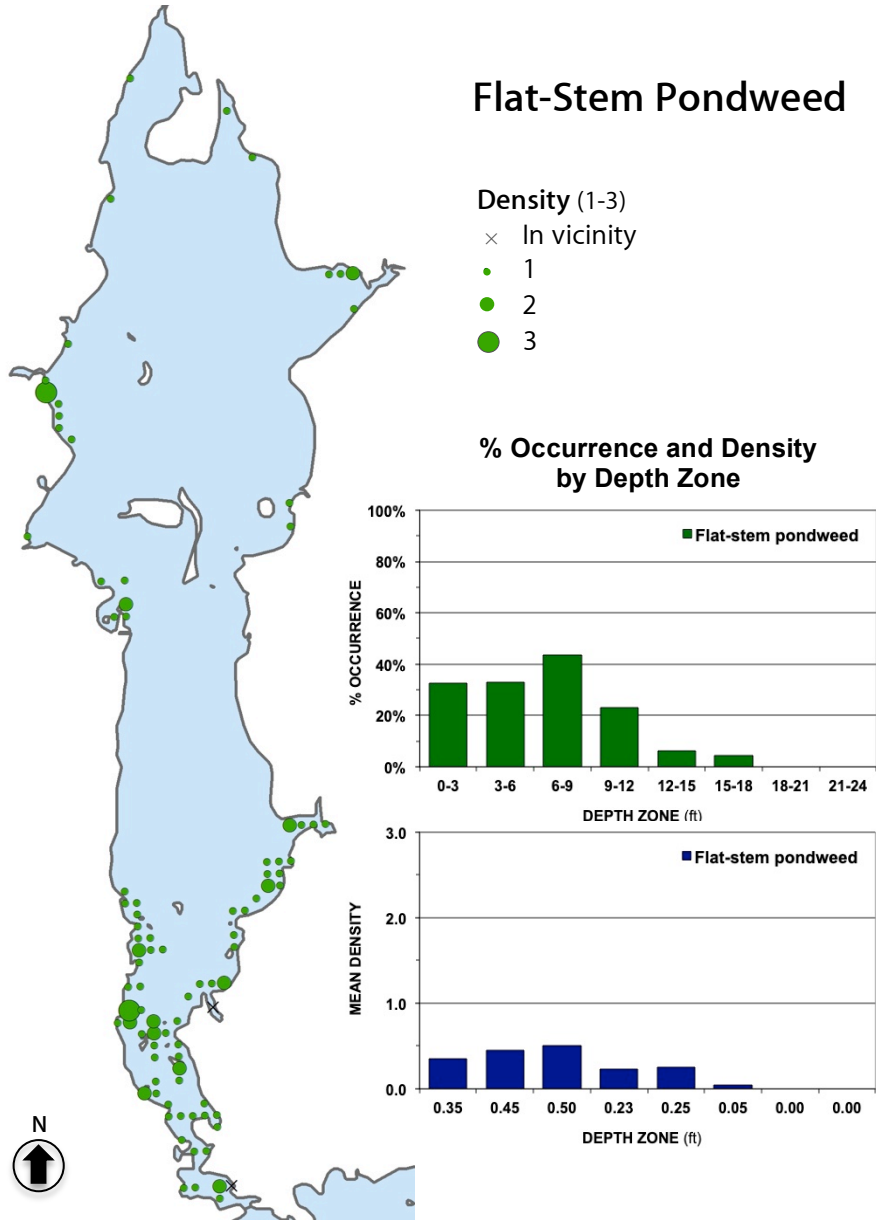 Flat-Stem Pondweed
Density (1-3)
In vicinity
1
2
3
% Occurrence and Density
by Depth Zone
100%
80%
60%
40%
20%
0%
% OCCURRENCE
Flat-stem pondweed
0-3 3-6 6-9 9-12 12-15 15-18 18-21 21-24
DEPTH ZONE (ft)
3.0
2.0
1.0
0.0
MEAN DENSITY
Flat-stem pondweed
0.35 0.45 0.50 0.23 0.25 0.05 0.00 0.00
DEPTH ZONE (ft)
N